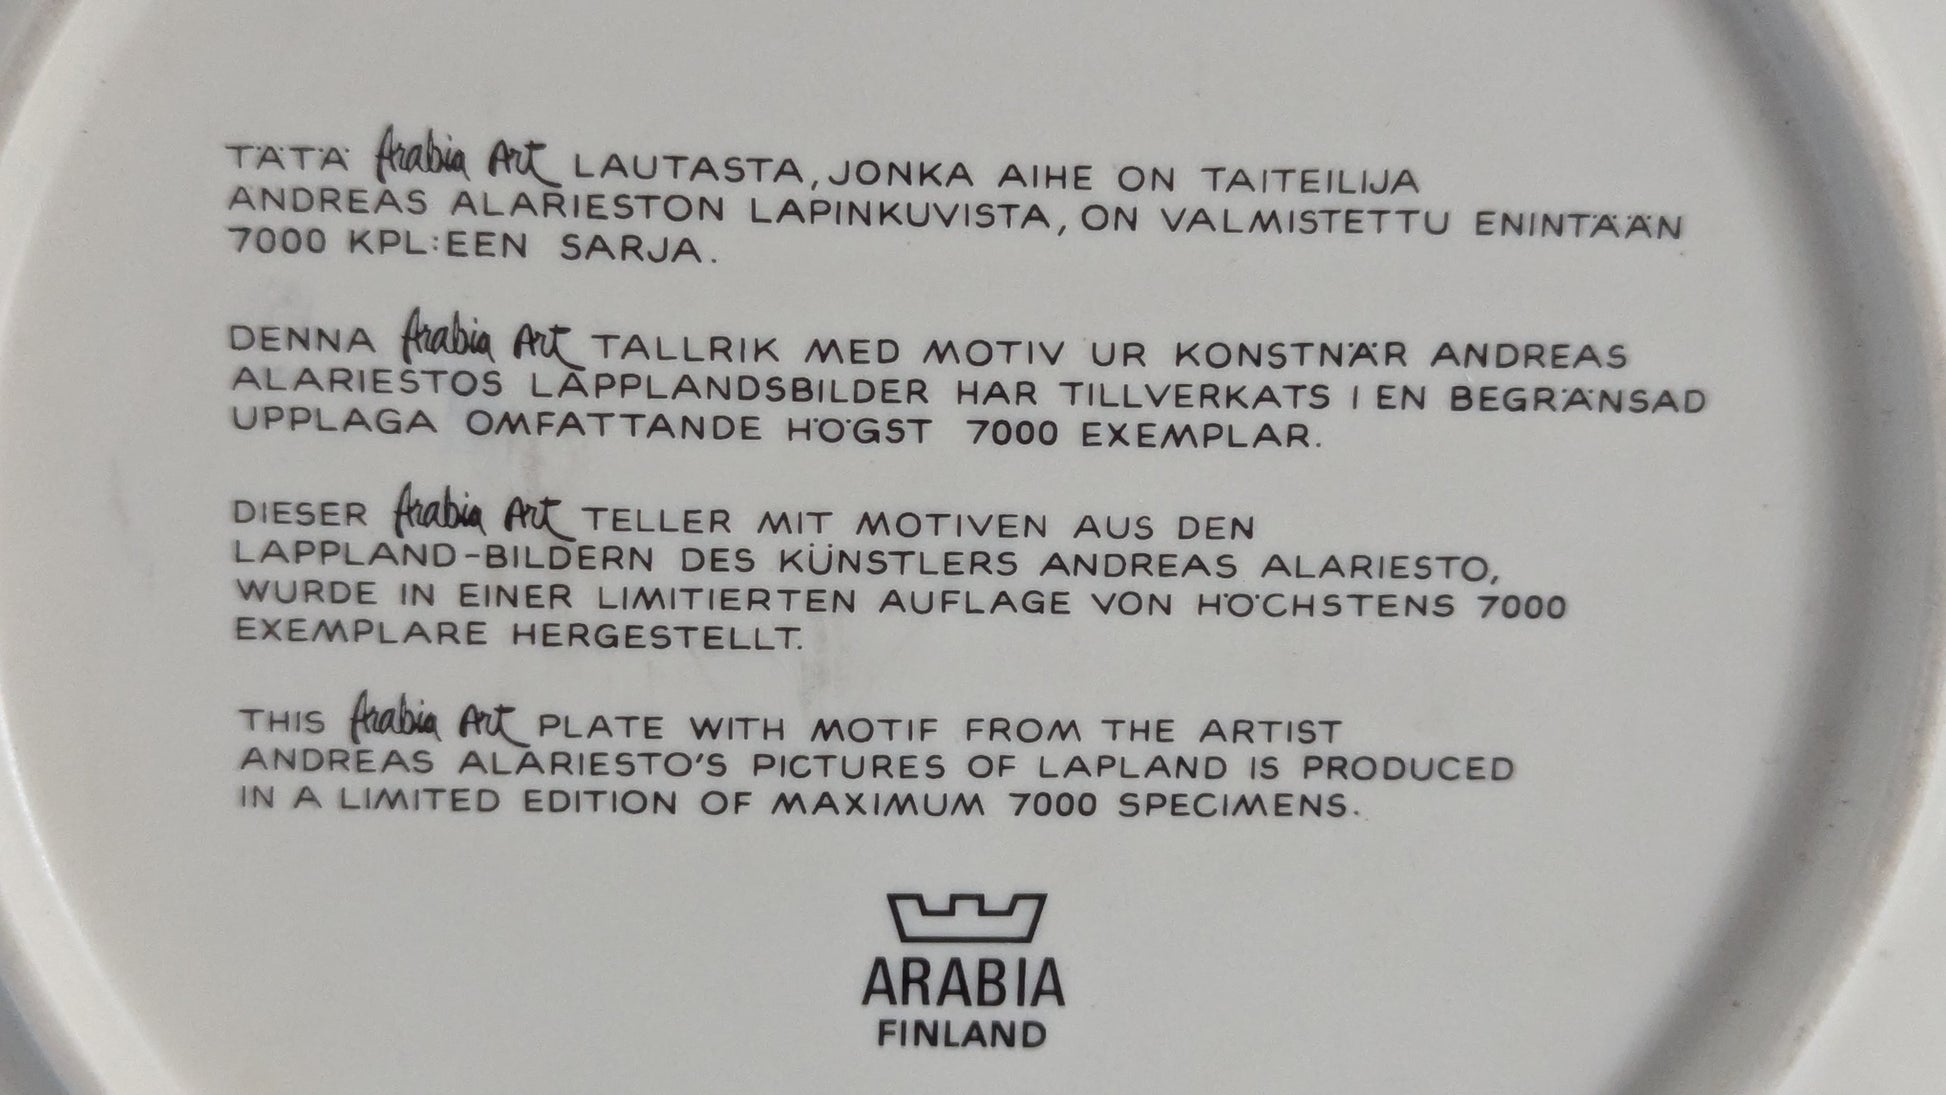 TÄTÄ Arabia Art LAUTASTA, JONKA AIHE ON TAITEILIJA
ANDREAS ALARIESTON LAPINKUVISTA, ON VALMISTETTU ENINTÄÄN
7000 KPL:EEN SARJA.
DENNA Arabia Art TALLRIK MED MOTIV UR KONSTNÄR ANDREAS
ALARIESTOS LAPPLANDSBILDER HAR TILLVERKATS I EN BEGRÄNSAD
UPPLAGA OMFATTANDE HÖGST 7000 EXEMPLAR.
DIESER Arabia Art TELLER MIT MOTIVEN AUS DEN
LAPPLAND-BILDERN DES KÜNSTLERS ANDREAS ALARIESTO,
WURDE IN EINER LIMITIERTEN AUFLAGE VON HÖCHSTENS 7000
EXEMPLARE HERGESTELLT.
THIS Arabia Art PLATE WITH MOTIF FROM THE ARTIST
ANDREAS ALARIESTO'S PICTURES OF LAPLAND IS PRODUCED
IN A LIMITED EDITION OF MAXIMUM 7000 SPECIMENS.
ARABIA
FINLAND